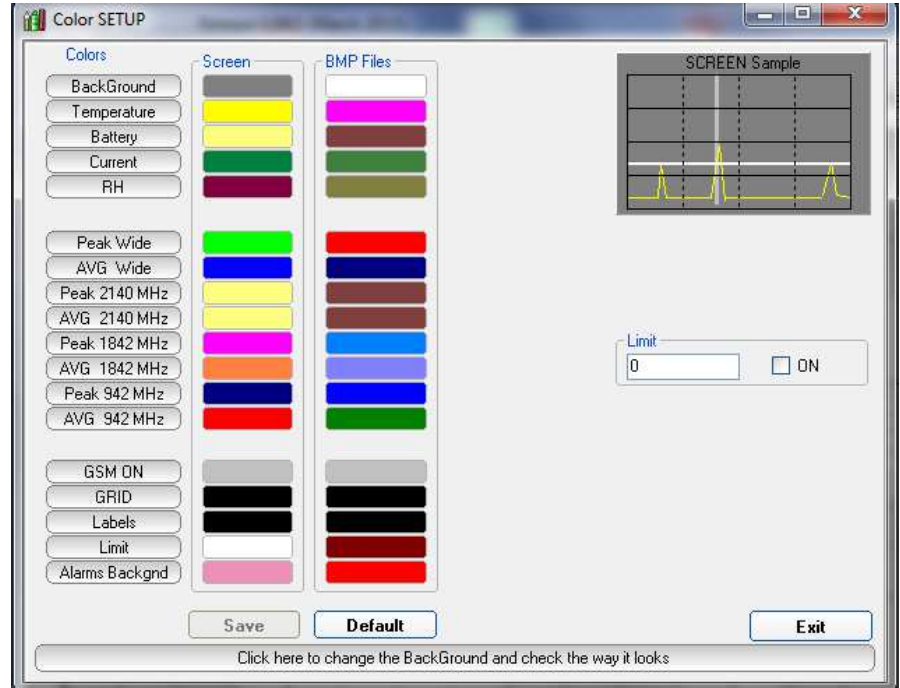 Color SETUP
Colors
Screen
BMP Files
SCREEN Sample
BackGround
Temperature
Battery
Current
RH
Peak Wide
AVG Wide
Peak 2140 MHz
AVG 2140 MHz
Peak 1842 MHz
AVG 1842 MHz
Peak 942 MHz
AVG 942 MHz
Limit
0
ON
GSM ON
GRID
Labels
Limit
Alarms Backgnd
Save
Default
Exit
Click here to change the BackGround and check the way it looks